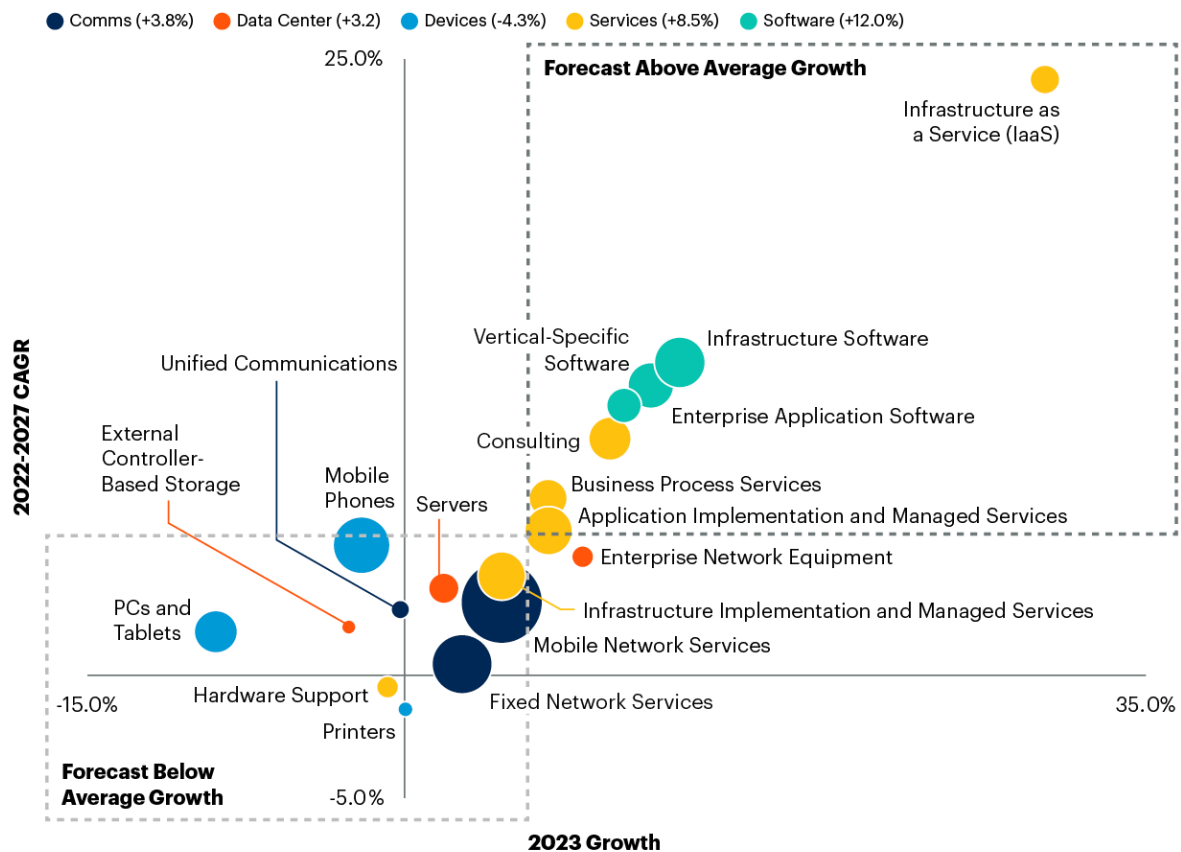 Comms (+3.8%) Data Center (+3.2) Devices (-4.3%) Services (+8.5%) Software (+12.0%)
25.0%
Forecast Above Average Growth
Infrastructure as
a Service (IaaS)
Vertical-Specific
Software
Infrastructure Software
Unified Communications
Enterprise Application Software
2022-2027 CAGR
External
Controller-
Based Storage
Consulting
Mobile
Phones
Servers
Business Process Services
Application Implementation and Managed Services
Enterprise Network Equipment
PCs and
Tablets
Infrastructure Implementation and Managed Services
Mobile Network Services
Hardware Support
Fixed Network Services
-15.0%
35.0%
Printers
Forecast Below
Average Growth
-5.0%
2023 Growth